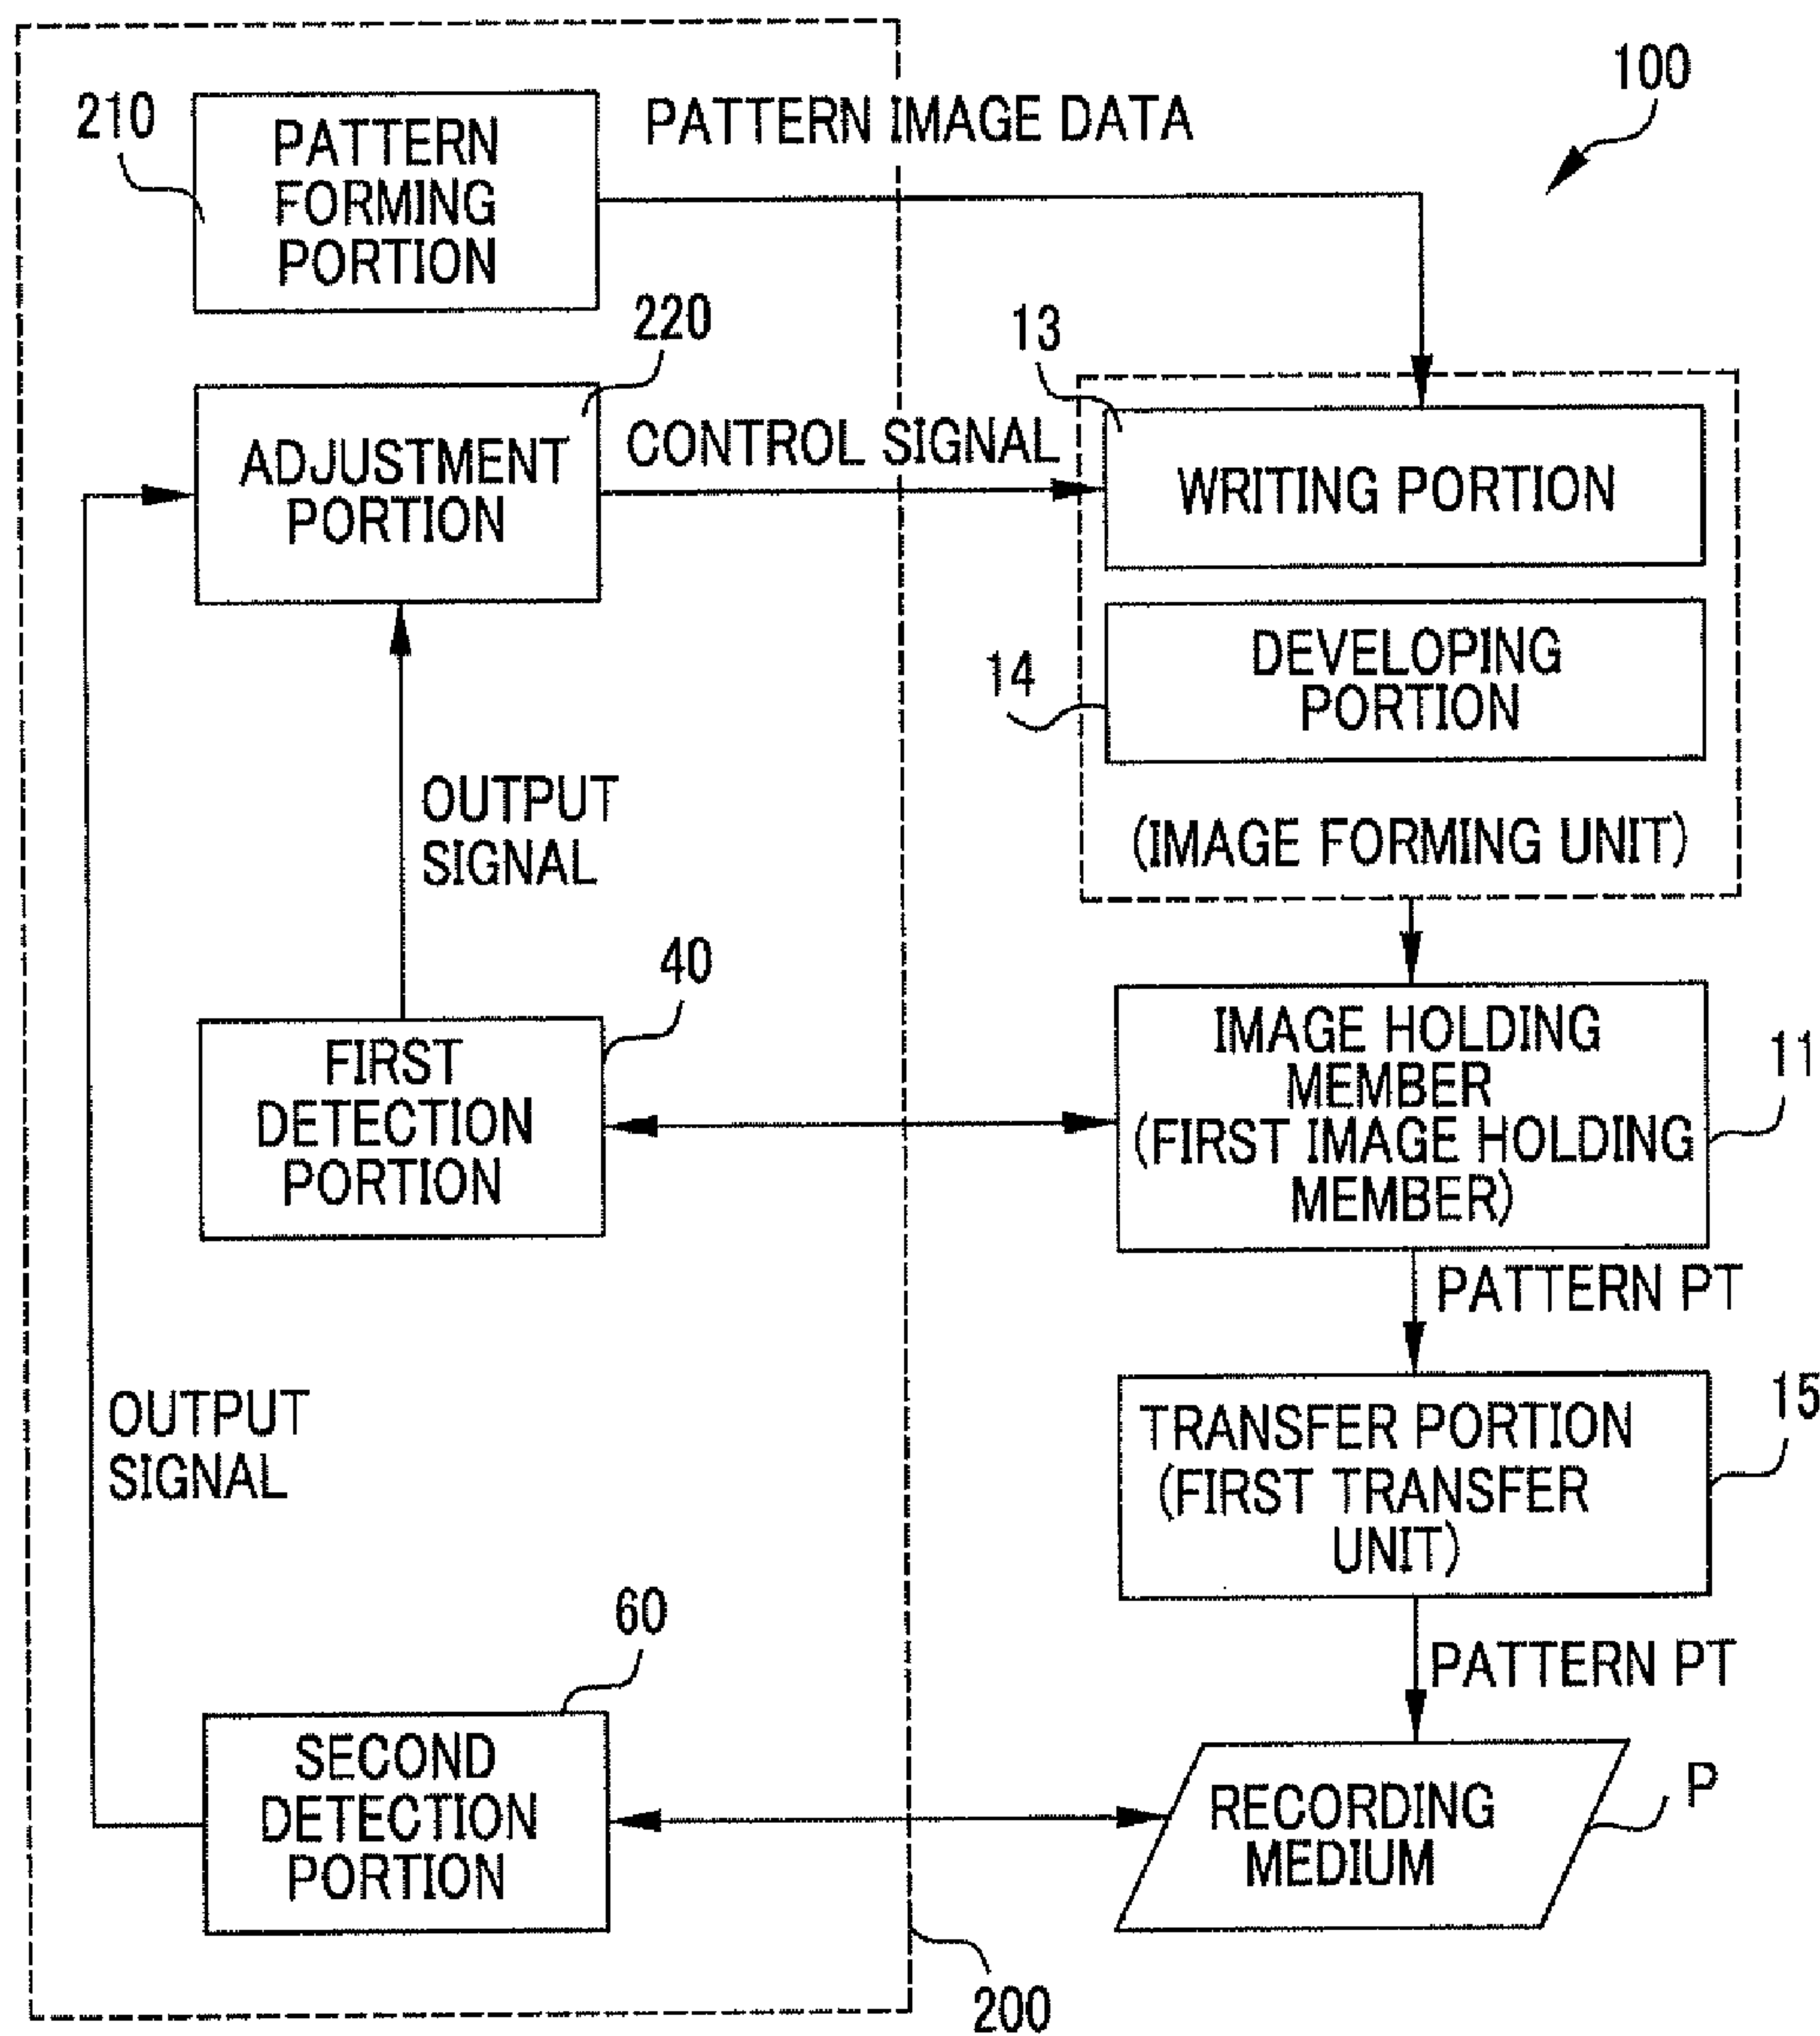 100
210
PATTERN
FORMING
PORTION
PATTERN IMAGE DATA
220
ADJUSTMENT
PORTION
CONTROL SIGNAL
13
WRITING PORTION
14
DEVELOPING
PORTION
(IMAGE FORMING UNIT)
OUTPUT
SIGNAL
40
FIRST
DETECTION
PORTION
IMAGE HOLDING
MEMBER
(FIRST IMAGE HOLDING
MEMBER)
11
PATTERN PT
TRANSFER PORTION
(FIRST TRANSFER
UNIT)
15
OUTPUT
SIGNAL
PATTERN PT
60
SECOND
DETECTION
PORTION
RECORDING
MEDIUM
P
200